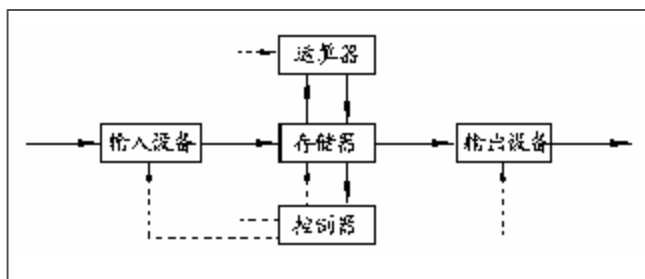 运算器
输入设备
存储器
输出设备
控制器